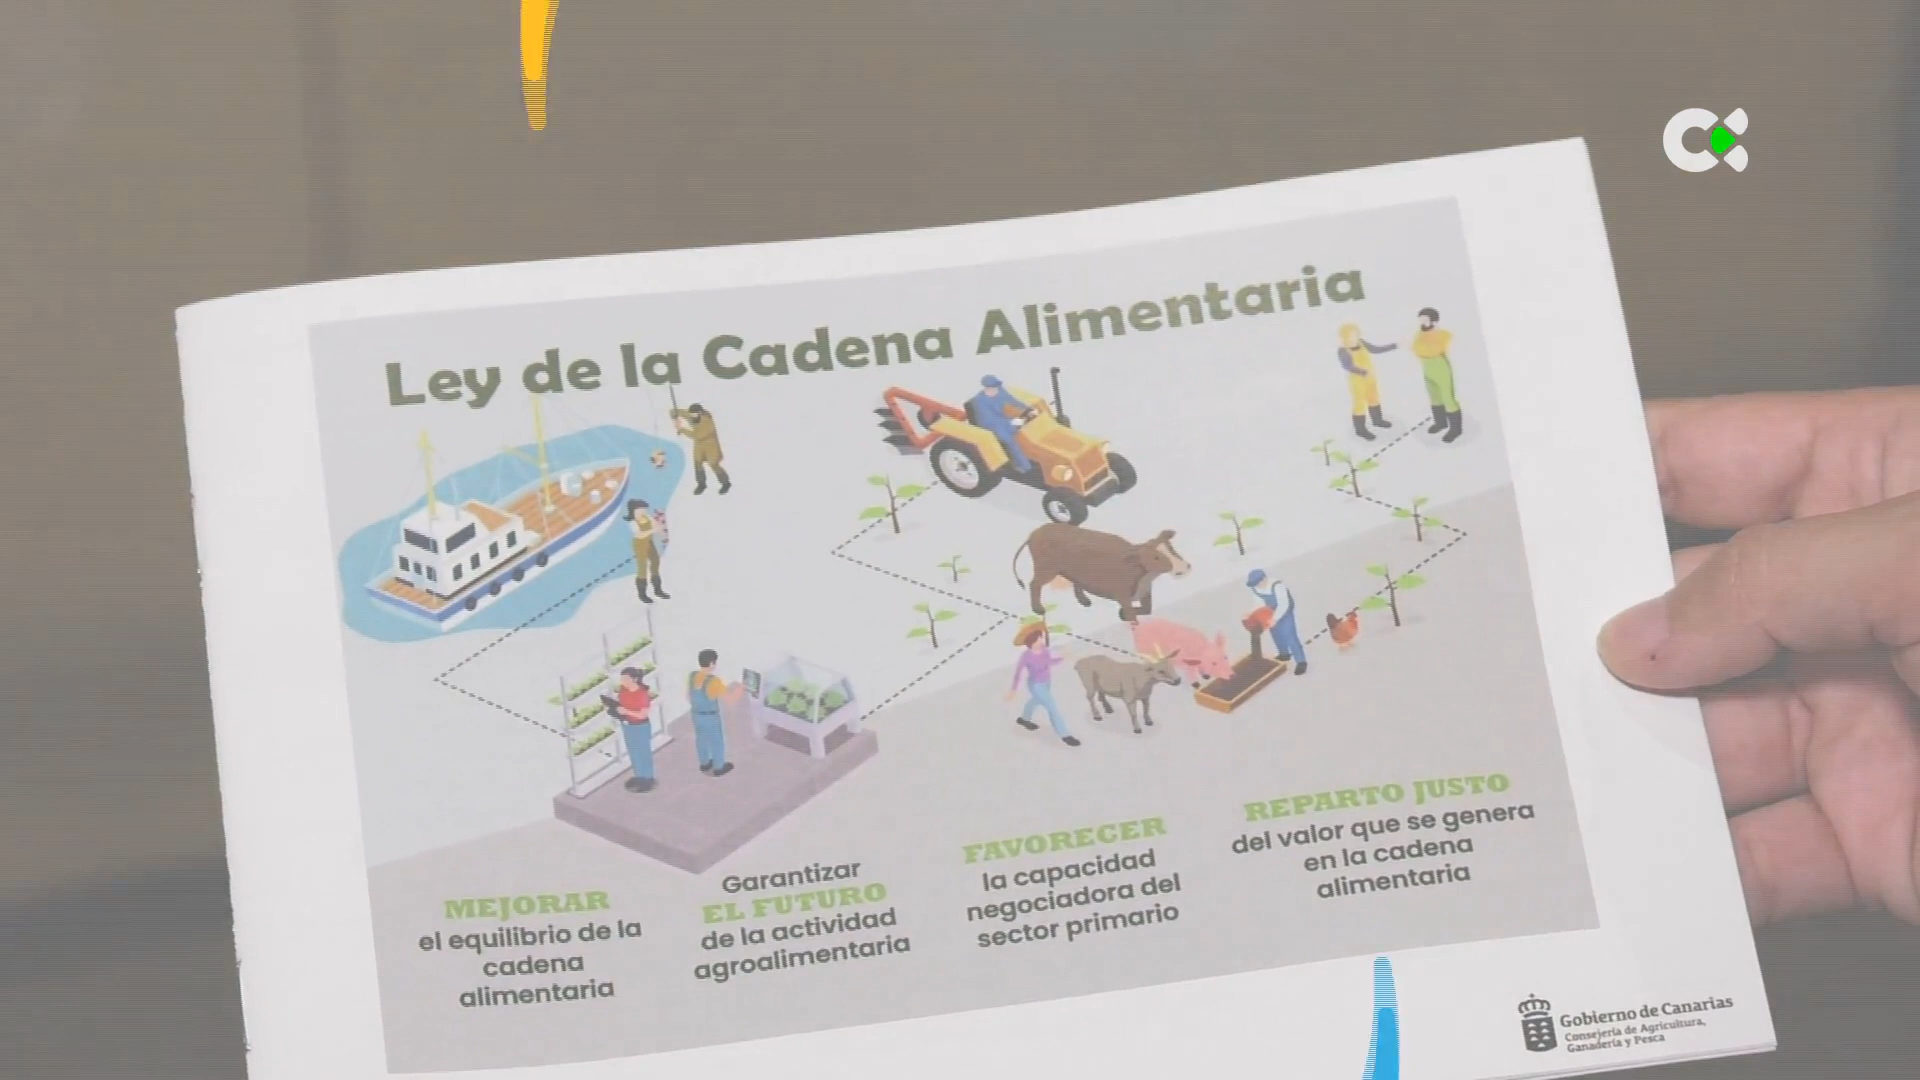 Ley de la Cadena Alimentaria
MEJORAR
el equilibrio de la
cadena
alimentaria
Garantizar
EL FUTURO
de la actividad
agroalimentaria
FAVORECER
la capacidad
negociadora del
sector primario
REPARTO JUSTO
del valor que se genera
en la cadena
alimentaria
Gobierno de Canarias
Consejería de Agricultura,
Ganadería y Pesca